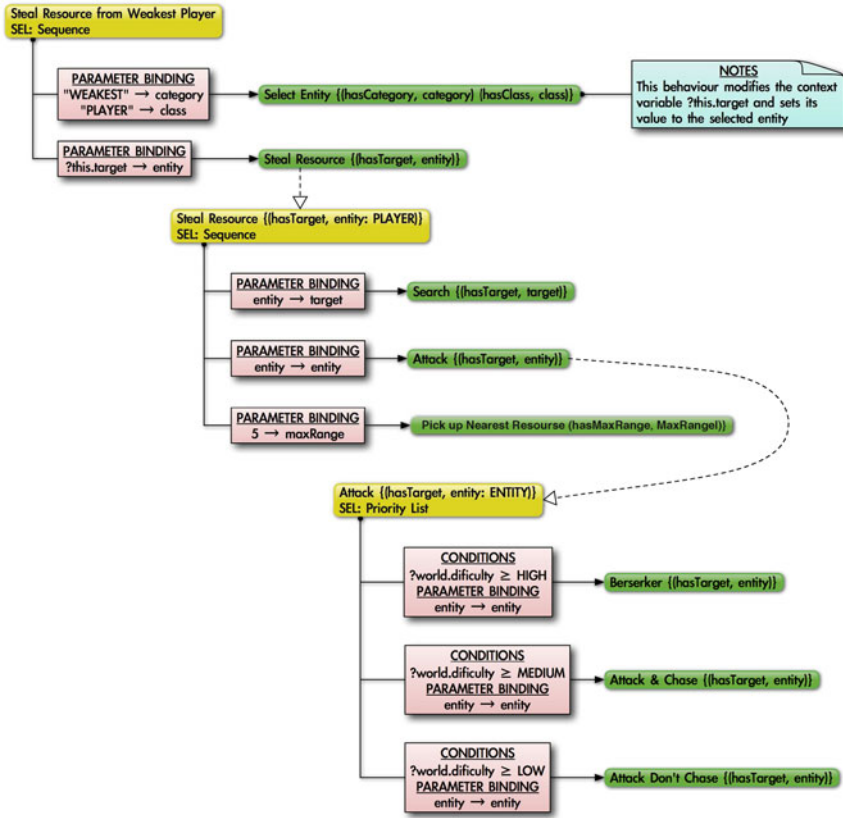 Steal Resource from Weakest Player
SEL: Sequence
PARAMETER BINDING
"WEAKEST" → category
"PLAYER" → class
Select Entity {(hasCategory, category) (hasClass, class)}
NOTES
This behaviour modifies the context
variable ?this.target and sets its
value to the selected entity
PARAMETER BINDING
?this.target → entity
Steal Resource {(hasTarget, entity)}
Steal Resource {(hasTarget, entity: PLAYER)}
SEL: Sequence
PARAMETER BINDING
entity → target
Search {(hasTarget, target)}
PARAMETER BINDING
entity → entity
Attack {(hasTarget, entity)}
PARAMETER BINDING
5 → maxRange
Pick up Nearest Resourse (hasMaxRange, MaxRangel)}
Attack {(hasTarget, entity: ENTITY)}
SEL: Priority List
CONDITIONS
?world.dificulty ≥ HIGH
PARAMETER BINDING
entity → entity
Berserker {(hasTarget, entity)}
CONDITIONS
?world.dificulty ≥ MEDIUM
PARAMETER BINDING
entity → entity
Attack & Chase {(hasTarget, entity)}
CONDITIONS
?world.dificulty ≥ LOW
PARAMETER BINDING
entity → entity
Attack Don't Chase {(hasTarget, entity)}